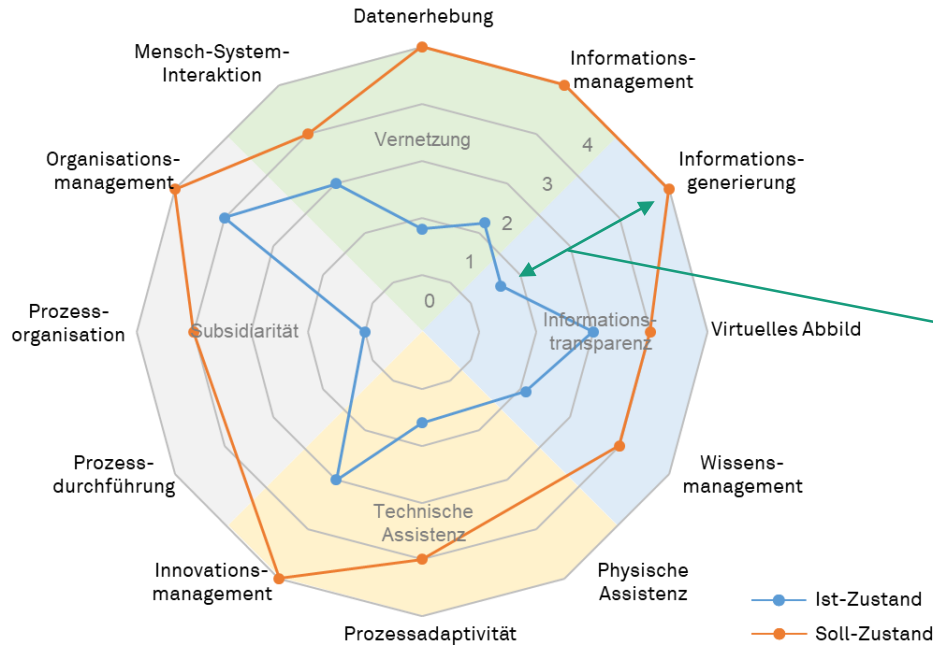 Datenerhebung
Mensch-System-
Interaktion
Informations-
management
Vernetzung
4
Organisations-
management
Informations-
generierung
3
2
1
0
Prozess-
organisation
Subsidiarität
Informations-
transparenz
Virtuelles Abbild
Prozess-
durchführung
Wissens-
management
Technische
Assistenz
Innovations-
management
Physische
Assistenz
Prozessadaptivität
Ist-Zustand
Soll-Zustand